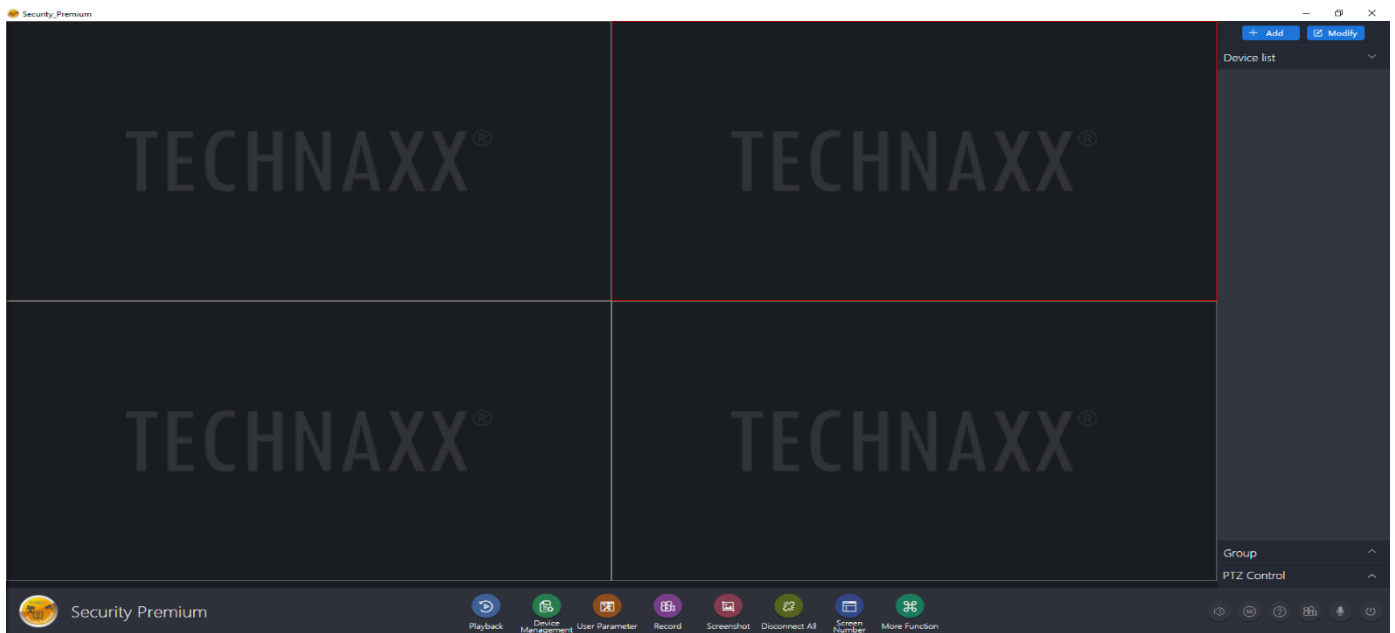 Security_Premium
+ Add
Modify
Device list
TECHNAXX®
TECHNAXX®
TECHNAXX®
TECHNAXX®
Group
PTZ Control
Security Premium
Playback
Device
Management
User Parameter
Record
Screenshot
Disconnect All
Screen
Number
More Function